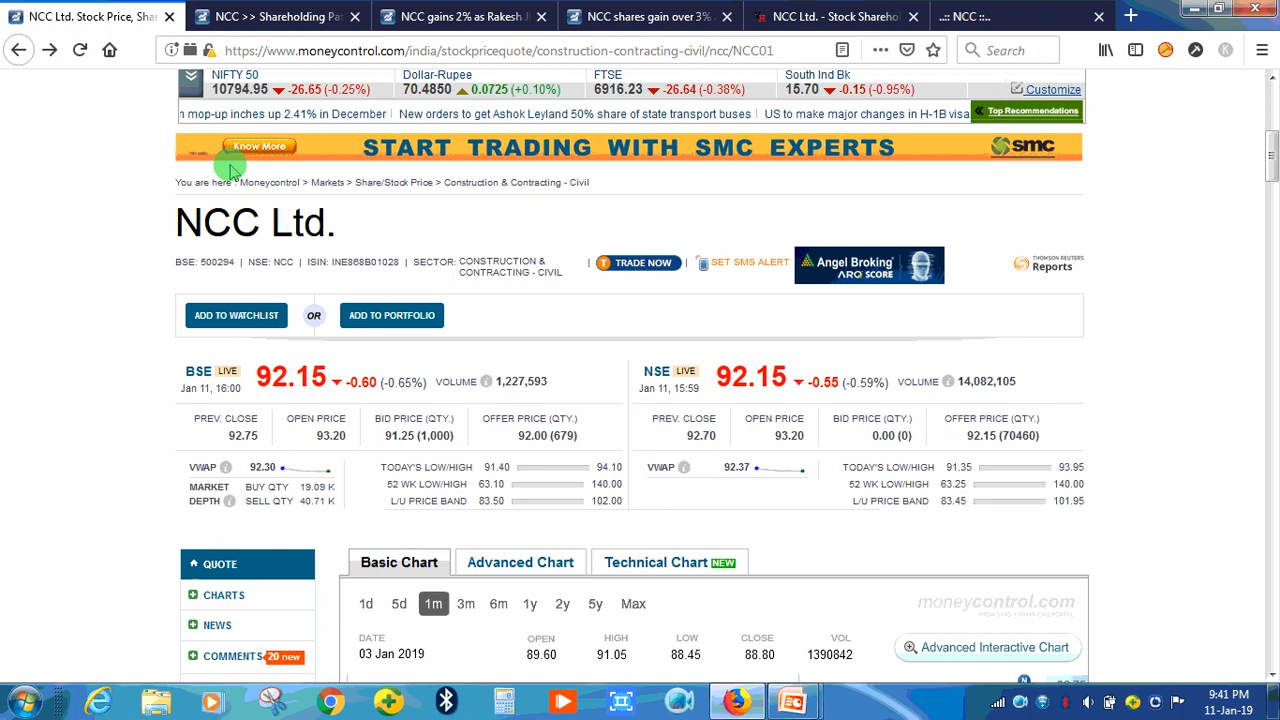 NCC Ltd. Stock Price, Shar
NCC >> Shareholding Pat
NCC gains 2% as Rakesh J
NCC shares gain over 3%
NCC Ltd. - Stock Sharehol
..:: NCC ::..
https://www.moneycontrol.com/india/stockpricequote/construction-contracting-civil/ncc/NCC01
Search
NIFTY 50
10794.95 -26.65 (-0.25%)
Dollar-Rupee
70.4850 0.0725 (+0.10%)
FTSE
6916.23 -26.64 (-0.38%)
South Ind Bk
15.70 -0.15 (-0.95%)
Customize
n mop-up inches up 2.41% in December | New orders to get Ashok Leyland 50% share of state transport buses | US to make major changes in H-1B visa
Top Recommendations
Know More
START TRADING WITH SMC EXPERTS
smc
You are here : Moneycontrol > Markets > Share/Stock Price > Construction & Contracting - Civil
NCC Ltd.
BSE: 500294 | NSE: NCC | ISIN: INE868B01028 | SECTOR: CONSTRUCTION & CONTRACTING - CIVIL
| TRADE NOW | SET SMS ALERT
Angel Broking
ARQ SCORE
THOMSON REUTERS
Reports
ADD TO WATCHLIST OR ADD TO PORTFOLIO
BSE LIVE
Jan 11, 16:00
92.15 -0.60 (-0.65%) VOLUME 1,227,593
PREV. CLOSE OPEN PRICE BID PRICE (QTY.) OFFER PRICE (QTY.)
92.75 93.20 91.25 (1,000) 92.00 (679)
VWAP 92.30
MARKET DEPTH
BUY QTY 19.09 K
SELL QTY 40.71 K
TODAY'S LOW/HIGH 91.40 94.10
52 WK LOW/HIGH 63.10 140.00
L/U PRICE BAND 83.50 102.00
NSE LIVE
Jan 11, 15:59
92.15 -0.55 (-0.59%) VOLUME 14,082,105
PREV. CLOSE OPEN PRICE BID PRICE (QTY.) OFFER PRICE (QTY.)
92.70 93.20 0.00 (0) 92.15 (70460)
VWAP 92.37
TODAY'S LOW/HIGH 91.35 93.95
52 WK LOW/HIGH 63.25 140.00
L/U PRICE BAND 83.45 101.95
QUOTE
CHARTS
NEWS
COMMENTS 20 new
Basic Chart
Advanced Chart
Technical Chart NEW
1d 5d 1m 3m 6m 1y 2y 5y Max
moneycontrol.com
DATE OPEN HIGH LOW CLOSE VOL
03 Jan 2019 89.60 91.05 88.45 88.80 1390842
Advanced Interactive Chart
9:41 PM
11-Jan-19